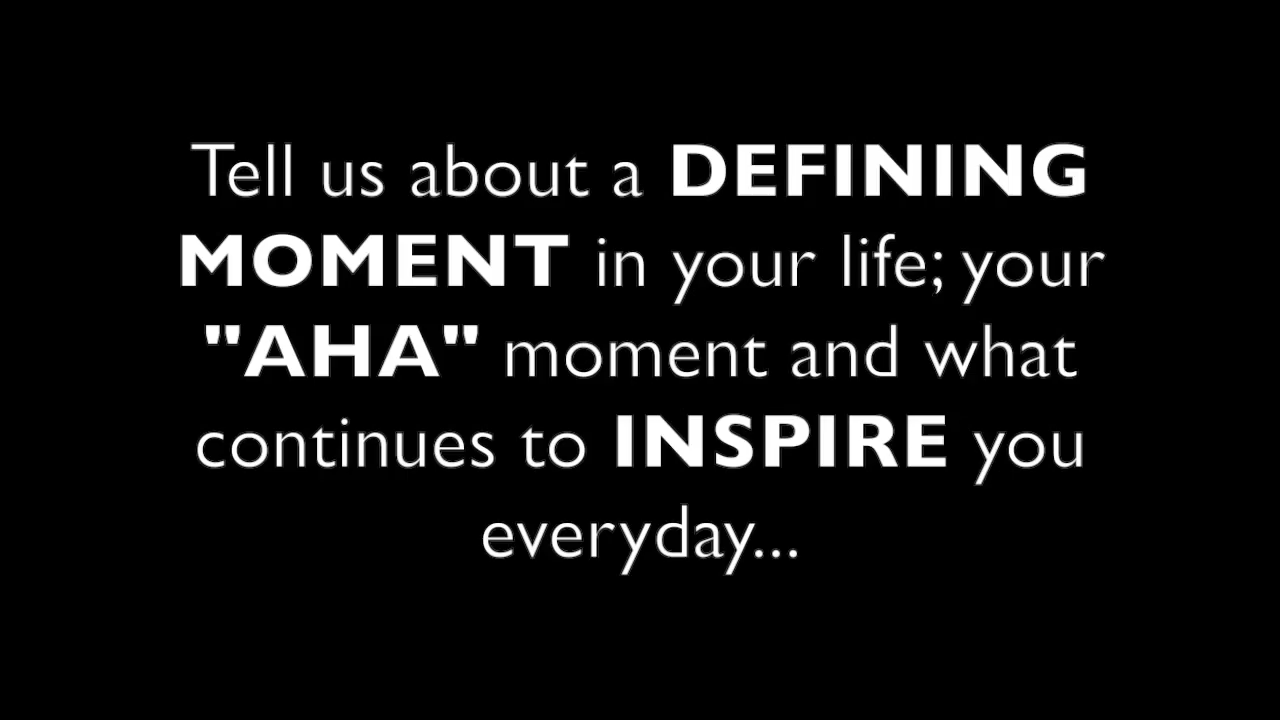 Tell us about a DEFINING
MOMENT in your life; your
"AHA" moment and what
continues to INSPIRE you
everyday...